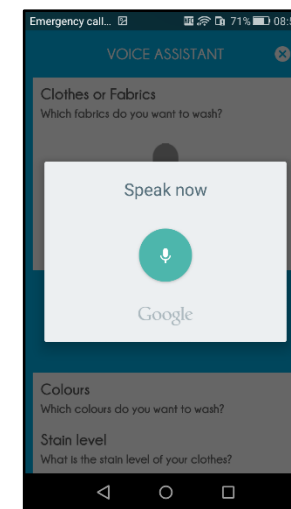 Emergency call... 71% 08:5
VOICE ASSISTANT
Clothes or Fabrics
Which fabrics do you want to wash?
Speak now
Google
Colours
Which colours do you want to wash?
Stain level
What is the stain level of your clothes?